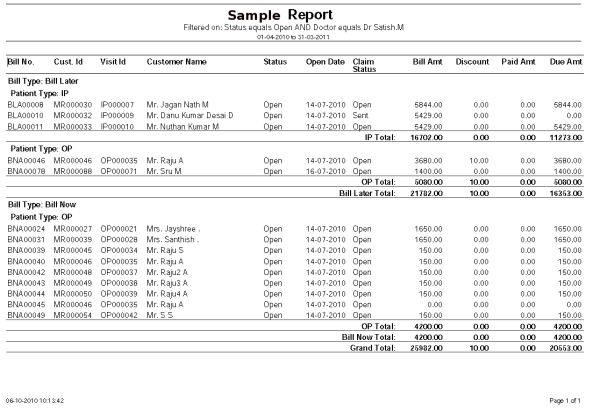 Sample Report
Filtered on: Status equals Open AND Doctor equals Dr Satish.M
01-04-2010 to 31-03-2011
Bill No. Cust. Id Visit Id Customer Name Status Open Date Claim Status Bill Amt Discount Paid Amt Due Amt
Bill Type: Bill Later
Patient Type: IP
BLA00008 MR000030 IP000007 Mr. Jagan Nath M Open 14-07-2010 Open 5844.00 0.00 0.00 5844.00
BLA00010 MR000032 IP000009 Mr. Danu Kumar Desai D Open 14-07-2010 Sent 5429.00 0.00 0.00 0.00
BLA00011 MR000033 IP000010 Mr. Nuthan Kumar M Open 14-07-2010 Open 5429.00 0.00 0.00 5429.00
IP Total: 16702.00 0.00 0.00 11273.00
Patient Type: OP
BNA00046 MR000046 OP000035 Mr. Raju A Open 14-07-2010 Open 3680.00 10.00 0.00 3680.00
BNA00078 MR000088 OP000071 Mr. Sru M Open 16-07-2010 Open 1400.00 0.00 0.00 1400.00
OP Total: 5080.00 10.00 0.00 5080.00
Bill Later Total: 21782.00 10.00 0.00 16353.00
Bill Type: Bill Now
Patient Type: OP
BNA00024 MR000027 OP000021 Mrs. Jayshree . Open 14-07-2010 Open 1650.00 0.00 0.00 1650.00
BNA00031 MR000039 OP000028 Mrs. Santhish . Open 14-07-2010 Open 1650.00 0.00 0.00 1650.00
BNA00039 MR000045 OP000034 Mr. Raju S Open 14-07-2010 Open 150.00 0.00 0.00 150.00
BNA00040 MR000046 OP000035 Mr. Raju A Open 14-07-2010 Open 150.00 0.00 0.00 150.00
BNA00042 MR000048 OP000037 Mr. Raju2 A Open 14-07-2010 Open 150.00 0.00 0.00 150.00
BNA00043 MR000049 OP000038 Mr. Raju3 A Open 14-07-2010 Open 150.00 0.00 0.00 150.00
BNA00044 MR000050 OP000039 Mr. Raju4 A Open 14-07-2010 Open 150.00 0.00 0.00 150.00
BNA00045 MR000046 OP000035 Mr. Raju A Open 14-07-2010 Open 0.00 0.00 0.00 0.00
BNA00049 MR000054 OP000042 Mr. S S Open 14-07-2010 Open 150.00 0.00 0.00 150.00
OP Total: 4200.00 0.00 0.00 4200.00
Bill Now Total: 4200.00 0.00 0.00 4200.00
Grand Total: 25982.00 10.00 0.00 20553.00
06-10-2010 10:13:42 Page 1 of 1